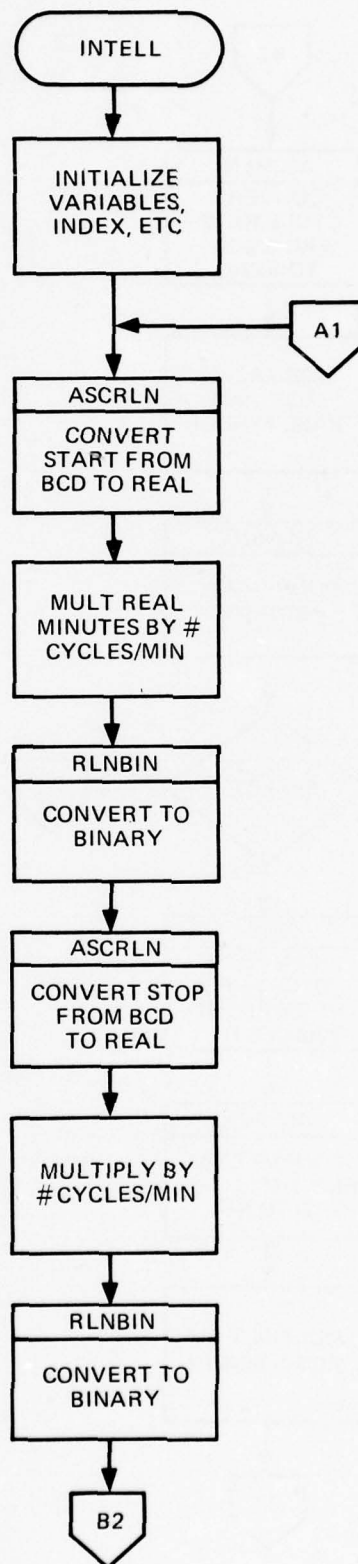 INTELL
INITIALIZE
VARIABLES,
INDEX, ETC
A1
ASCRLN
CONVERT
START FROM
BCD TO REAL
MULT REAL
MINUTES BY #
CYCLES/MIN
RLNBIN
CONVERT TO
BINARY
ASCRLN
CONVERT STOP
FROM BCD
TO REAL
MULTIPLY BY
#CYCLES/MIN
RLNBIN
CONVERT TO
BINARY
B2